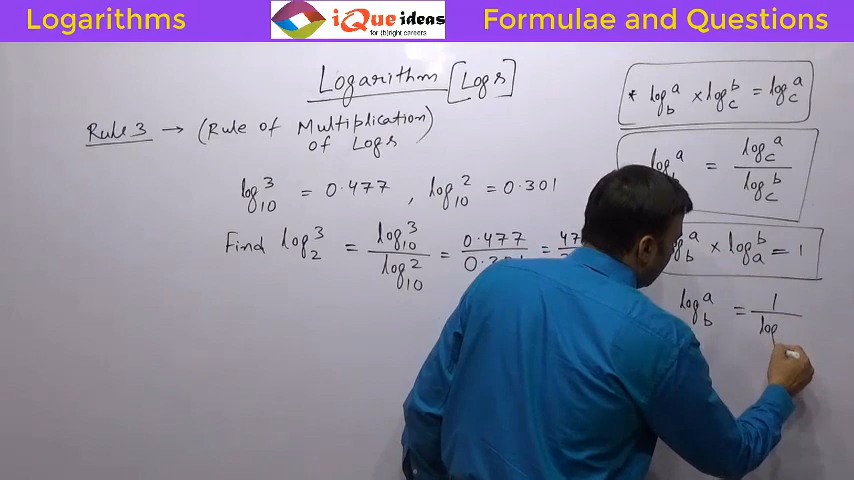 Logarithms
iQue ideas
for (b)right careers
Formulae and Questions
Logarithm [Logs]
Rule 3 → (Rule of Multiplication
of Logs)
log₁₀³ = 0.477 , log₁₀² = 0.301
Find log₂³ = log₁₀³ / log₁₀² = 0.477 / = 47
* log_b^a × log_c^b = log_c^a
log^a = log_c^a / log_c^b
log_b^a × log_a^b = 1
log_b^a = 1 / log